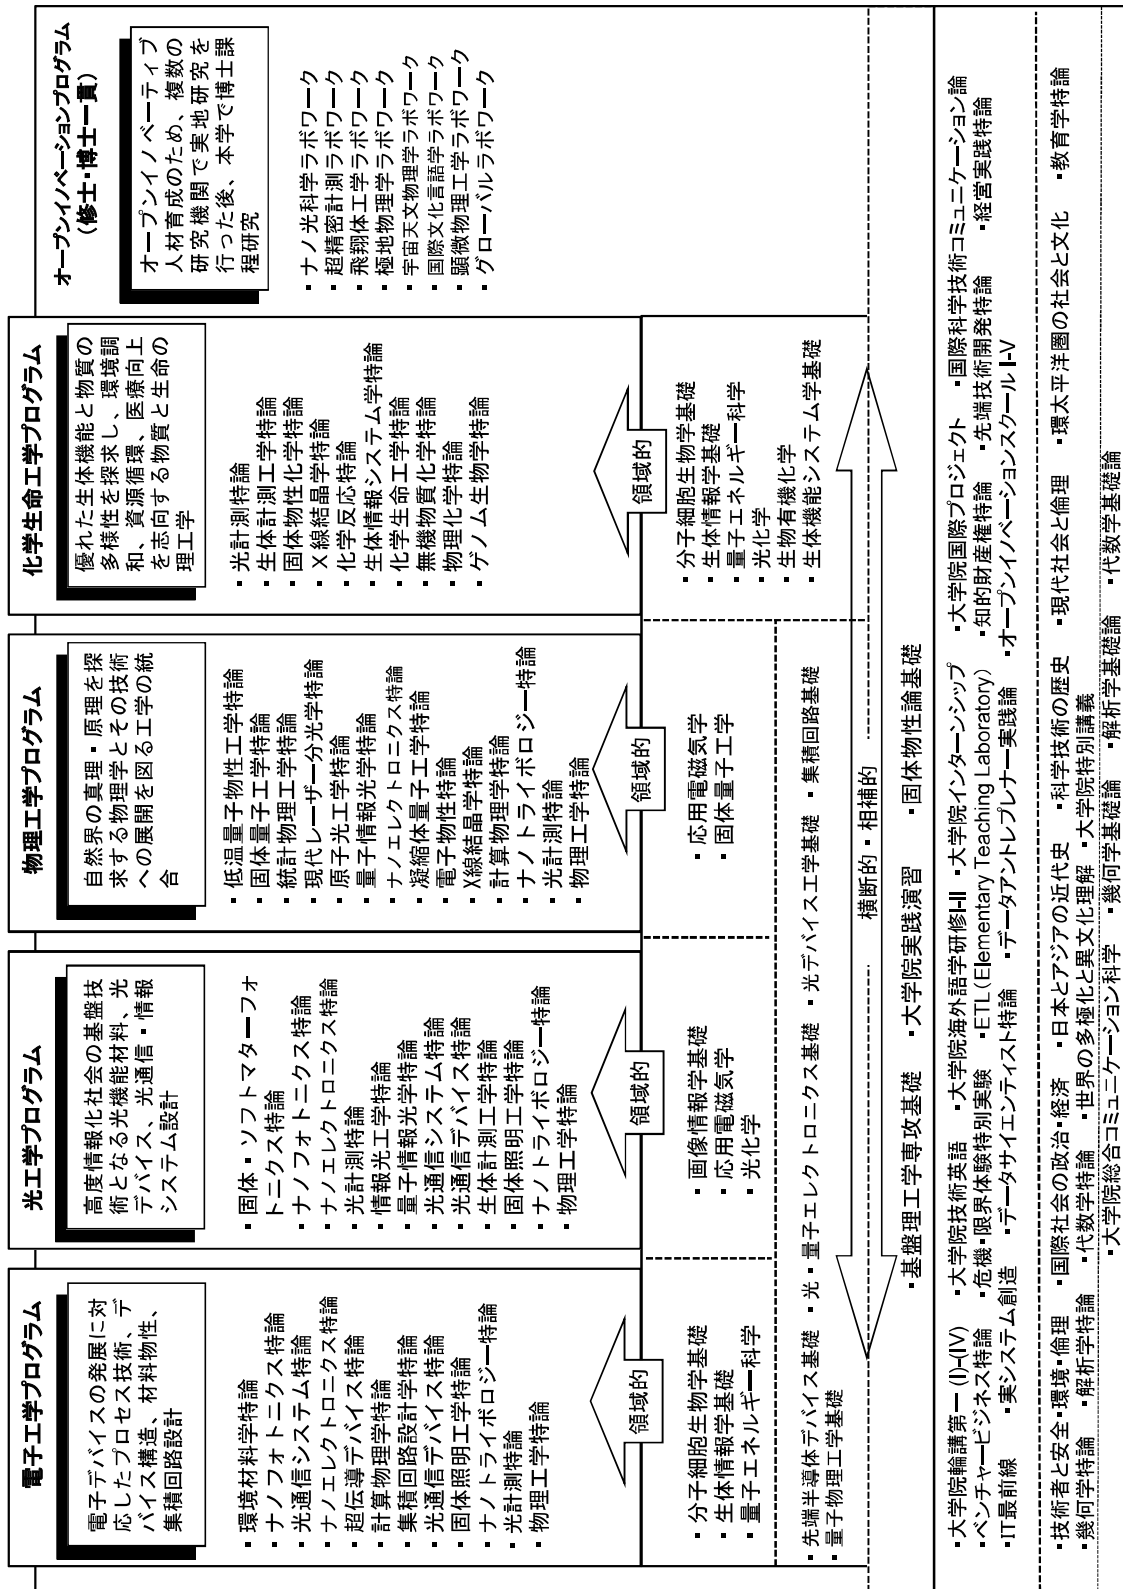 電子工学プログラム
電子デバイスの発展に対
応したプロセス技術、デ
バイス構造、材料物性、
集積回路設計
・環境材料科学特論
・ナノフォトニクス特論
・光通信システム特論
・ナノエレクトロニクス特論
・超伝導デバイス特論
・計算物理学特論
・集積回路設計学特論
・光通信デバイス特論
・固体照明工学特論
・ナノトライボロジー特論
・光計測特論
・物理工学特論
領域的
・分子細胞生物学基礎
・生体情報学基礎
・量子エネルギー科学
光工学プログラム
高度情報化社会の基盤技
術となる光機能材料、光
デバイス、光通信・情報
システム設計
・固体・ソフトマターフォ
トニクス特論
・ナノフォトニクス特論
・ナノエレクトロニクス特論
・光計測特論
・情報光工学特論
・量子情報光学特論
・光通信システム特論
・光通信デバイス特論
・生体計測工学特論
・固体照明工学特論
・ナノトライボロジー特論
・物理工学特論
領域的
・画像情報学基礎
・応用電磁気学
・光化学
物理工学プログラム
自然界の真理・原理を探
求する物理学とその技術
への展開を図る工学の統
合
・低温量子物性工学特論
・固体量子工学特論
・統計物理工学特論
・現代レーザー分光学特論
・原子光工学特論
・量子情報光学特論
・ナノエレクトロニクス特論
・凝縮体量子工学特論
・電子物性特論
・X線結晶学特論
・計算物理学特論
・ナノトライボロジー特論
・光計測特論
・物理工学特論
領域的
・応用電磁気学
・固体量子工学
化学生命工学プログラム
優れた生体機能と物質の
多様性を探求し、環境調
和、資源循環、医療向上
を志向する物質と生命の
理工学
・光計測特論
・生体計測工学特論
・固体物性化学特論
・X線結晶学特論
・化学反応特論
・生体情報システム学特論
・化学生命工学特論
・無機物質化学特論
・物理化学特論
・ゲノム生物学特論
領域的
・分子細胞生物学基礎
・生体情報学基礎
・量子エネルギー科学
・光化学
・生物有機化学
・生体機能システム学基礎
オープンイノベーションプログラム
(修士・博士一貫)
オープンイノベーティブ
人材育成のため、複数の
研究機関で実地研究を
行った後、本学で博士課
程研究
・ナノ光科学ラボワーク
・超精密計測ラボワーク
・飛翔体工学ラボワーク
・極地物理学ラボワーク
・宇宙天文物理学ラボワーク
・国際文化言語学ラボワーク
・顕微物理工学ラボワーク
・グローバルラボワーク
・先端半導体デバイス基礎 ・光・量子エレクトロニクス基礎 ・光デバイス工学基礎 ・集積回路基礎
・量子物理工学基礎
横断的・相補的
・基盤理工学専攻基礎 ・大学院実践演習 ・固体物性論基礎
・大学院輪講第一 (I)-(IV) ・大学院技術英語 ・大学院海外語学研修I-II ・大学院インターンシップ ・大学院国際プロジェクト ・国際科学技術コミュニケーション論
・ベンチャービジネス特論 ・危機・限界体験特別実験 ・ETL(Elementary Teaching Laboratory) ・知的財産権特論 ・先端技術開発特論 ・経営実践特論
・IT最前線 ・実システム創造 ・データサイエンティスト特論 ・データアントレプレナー実践論 ・オープンイノベーションスクール I-V
・技術者と安全・環境・倫理 ・国際社会の政治・経済 ・日本とアジアの近代史 ・科学技術の歴史 ・現代社会と倫理 ・環太平洋圏の社会と文化 ・教育学特論
・幾何学特論 ・解析学特論 ・代数学特論 ・世界の多極化と異文化理解 ・大学院特別講義
・大学院総合コミュニケーション科学 ・幾何学基礎論 ・解析学基礎論 ・代数学基礎論